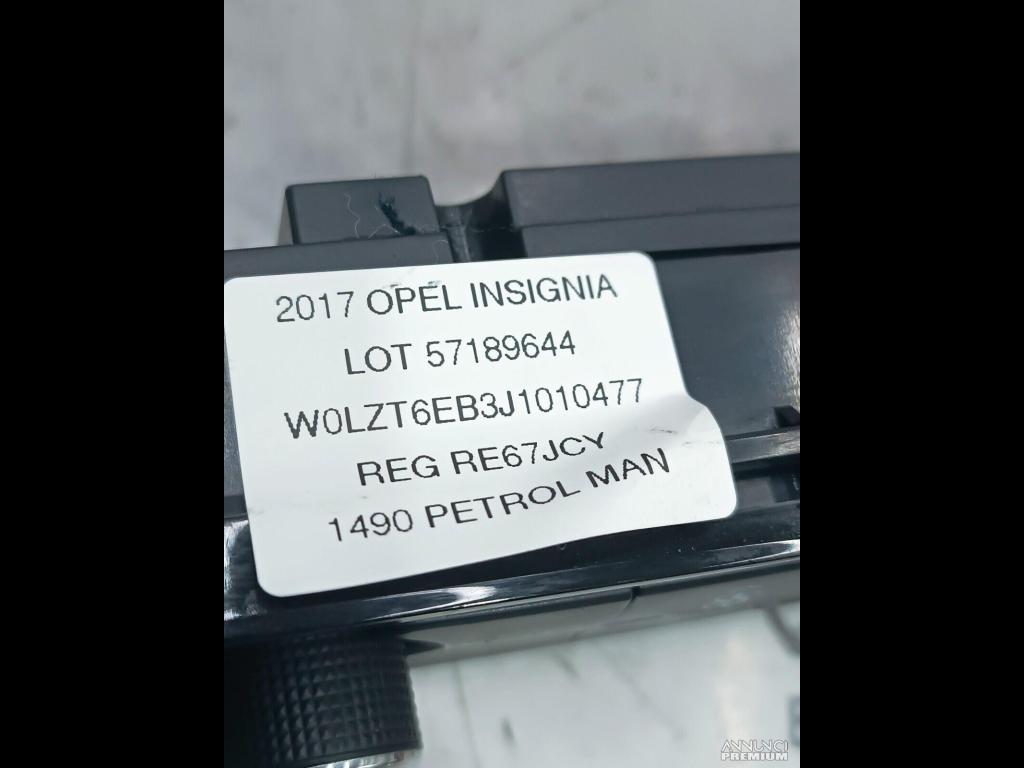 2017 OPEL INSIGNIA
LOT 57189644
W0LZT6EB3J1010477
REG RE67JCY
1490 PETROL MAN
ANNUNCI
PREMIUM